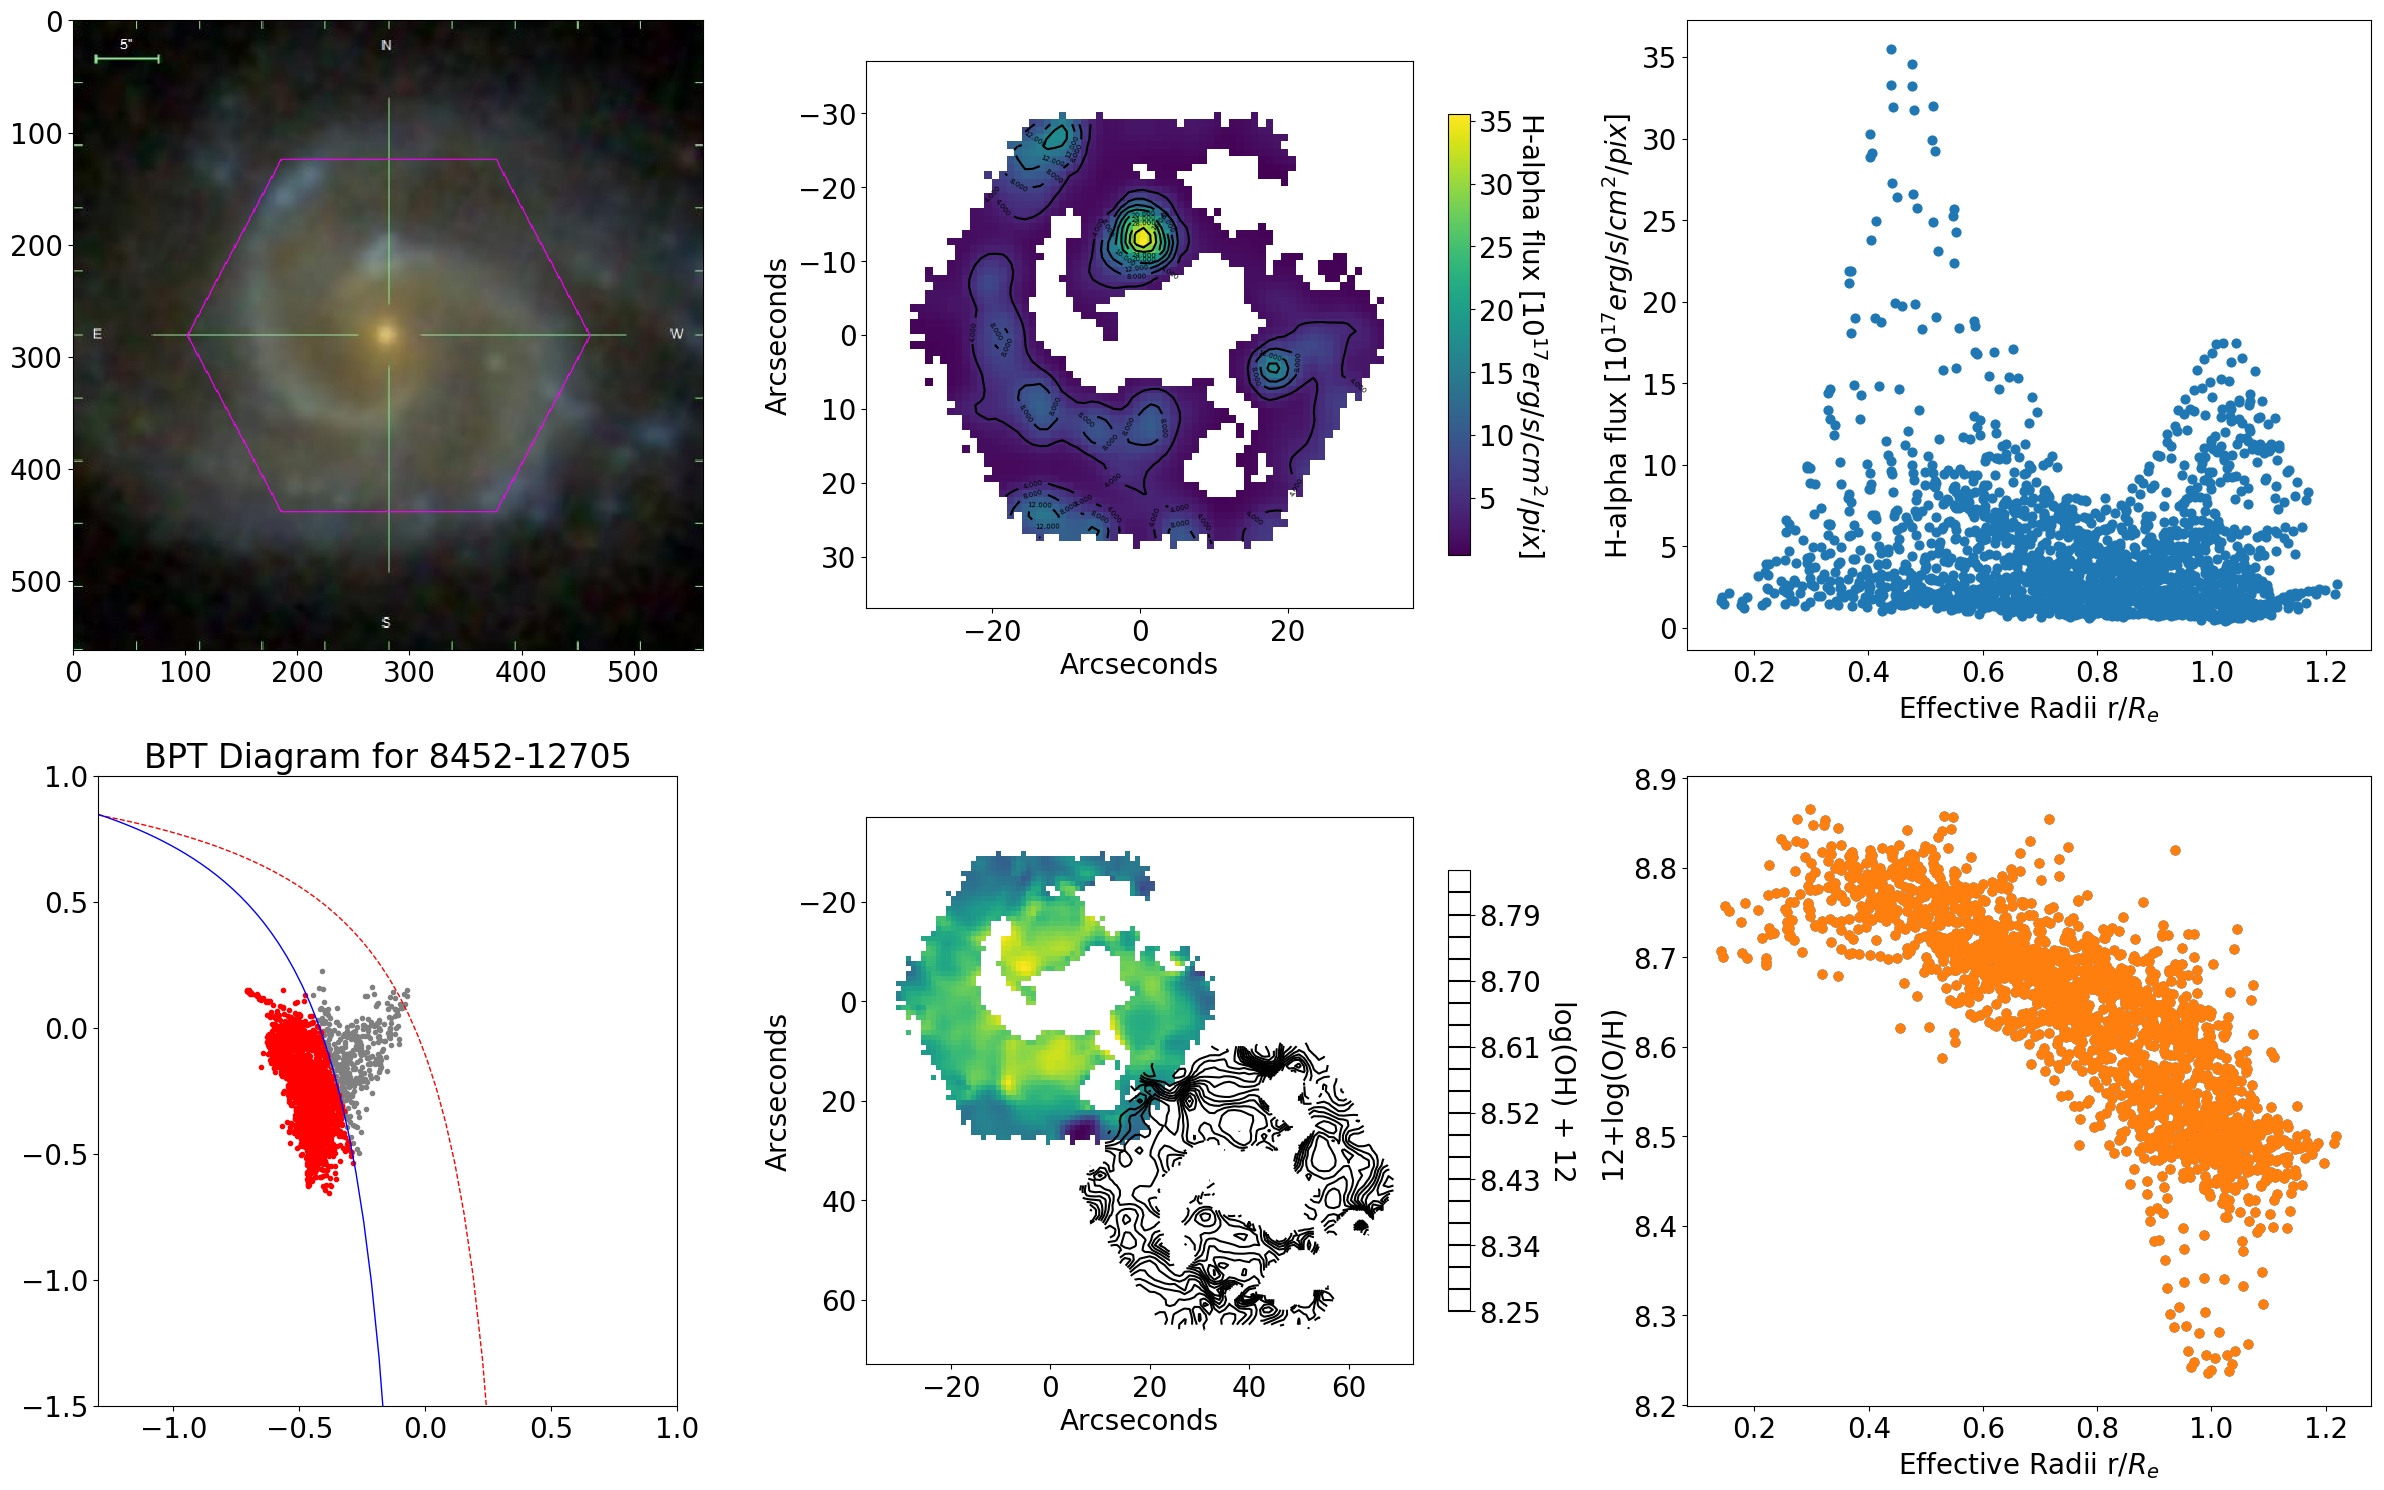 0
100
200
300
400
500
0 100 200 300 400 500
5"
N
E
W
S
−30
−20
−10
0
10
20
30
Arcseconds
−20 0 20
Arcseconds
35
30
25
20
15
10
5
H-alpha flux [10^17 erg/s/cm^2/pix]
35
30
25
20
15
10
5
0
H-alpha flux [10^17 erg/s/cm^2/pix]
0.2 0.4 0.6 0.8 1.0 1.2
Effective Radii r/R_e
BPT Diagram for 8452-12705
1.0
0.5
0.0
−0.5
−1.0
−1.5
−1.0 −0.5 0.0 0.5 1.0
−20
0
20
40
60
Arcseconds
−20 0 20 40 60
Arcseconds
8.79
8.70
8.61
8.52
8.43
8.34
8.25
log(OH) + 12
8.9
8.8
8.7
8.6
8.5
8.4
8.3
8.2
12+log(O/H)
0.2 0.4 0.6 0.8 1.0 1.2
Effective Radii r/R_e